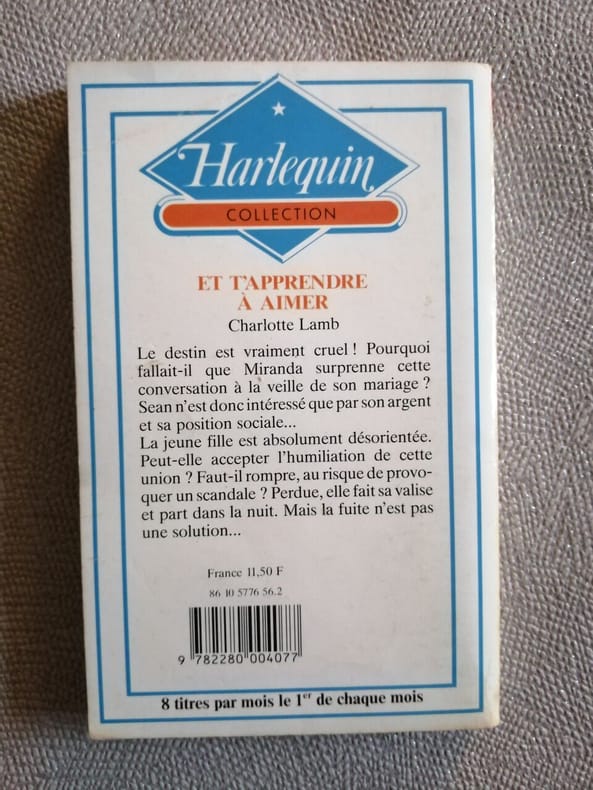 Harlequin
COLLECTION
ET T'APPRENDRE
À AIMER
Charlotte Lamb
Le destin est vraiment cruel ! Pourquoi
fallait-il que Miranda surprenne cette
conversation à la veille de son mariage ?
Sean n'est donc intéressé que par son argent
et sa position sociale...
La jeune fille est absolument désorientée.
Peut-elle accepter l'humiliation de cette
union ? Faut-il rompre, au risque de provo-
quer un scandale ? Perdue, elle fait sa valise
et part dans la nuit. Mais la fuite n'est pas
une solution...
France 11,50 F
86 10 5776 56.2
9 782280 004077
8 titres par mois le 1er de chaque mois